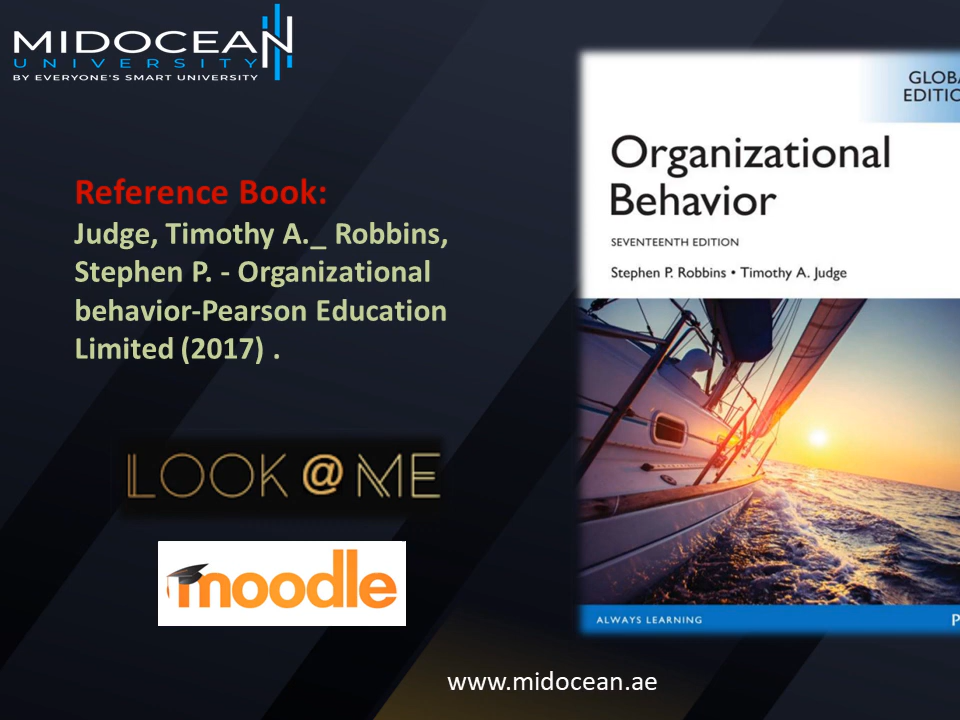 MIDOCEAN
UNIVERSITY
BY EVERYONE'S SMART UNIVERSITY
Reference Book:
Judge, Timothy A._ Robbins,
Stephen P. - Organizational
behavior-Pearson Education
Limited (2017) .
LOOK @ ME
moodle
GLOBA
EDITIO
Organizational
Behavior
SEVENTEENTH EDITION
Stephen P. Robbins • Timothy A. Judge
ALWAYS LEARNING
P
www.midocean.ae